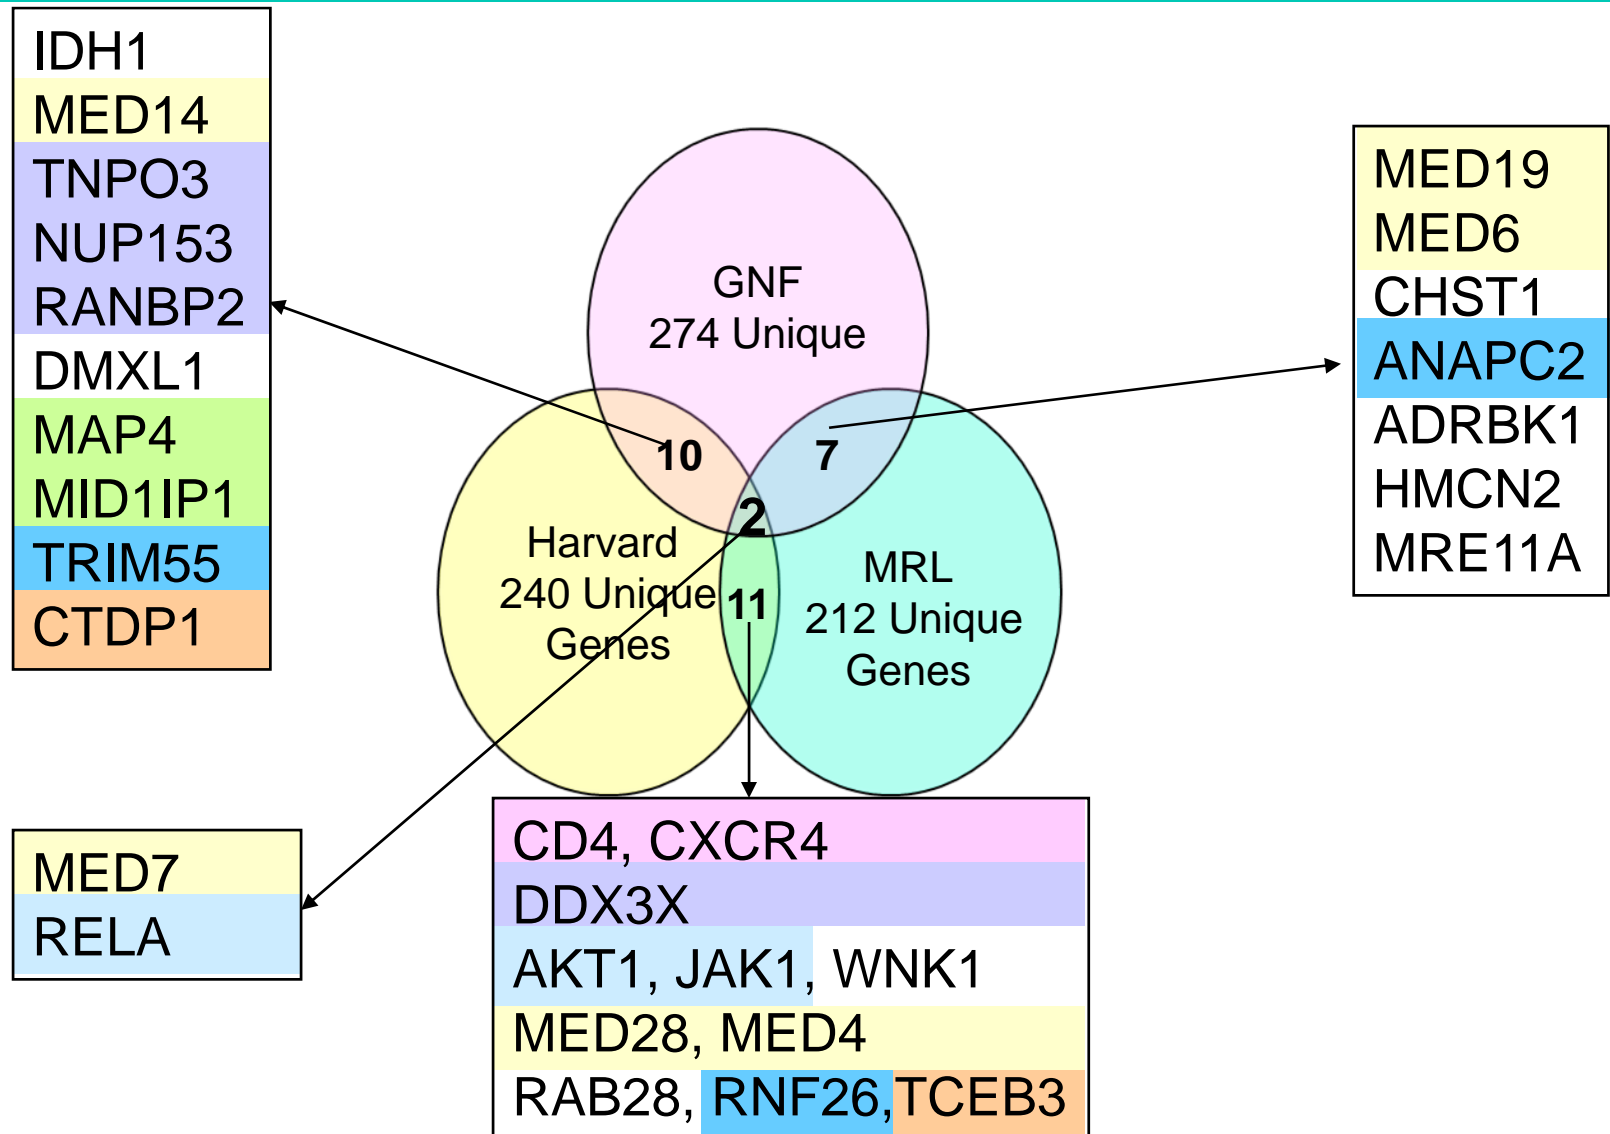 IDH1
MED14
TNPO3
NUP153
RANBP2
DMXL1
MAP4
MID1IP1
TRIM55
CTDP1
GNF
274 Unique
10
7
2
11
Harvard
240 Unique
Genes
MRL
212 Unique
Genes
MED19
MED6
CHST1
ANAPC2
ADRBK1
HMCN2
MRE11A
MED7
RELA
CD4, CXCR4
DDX3X
AKT1, JAK1, WNK1
MED28, MED4
RAB28, RNF26, TCEB3